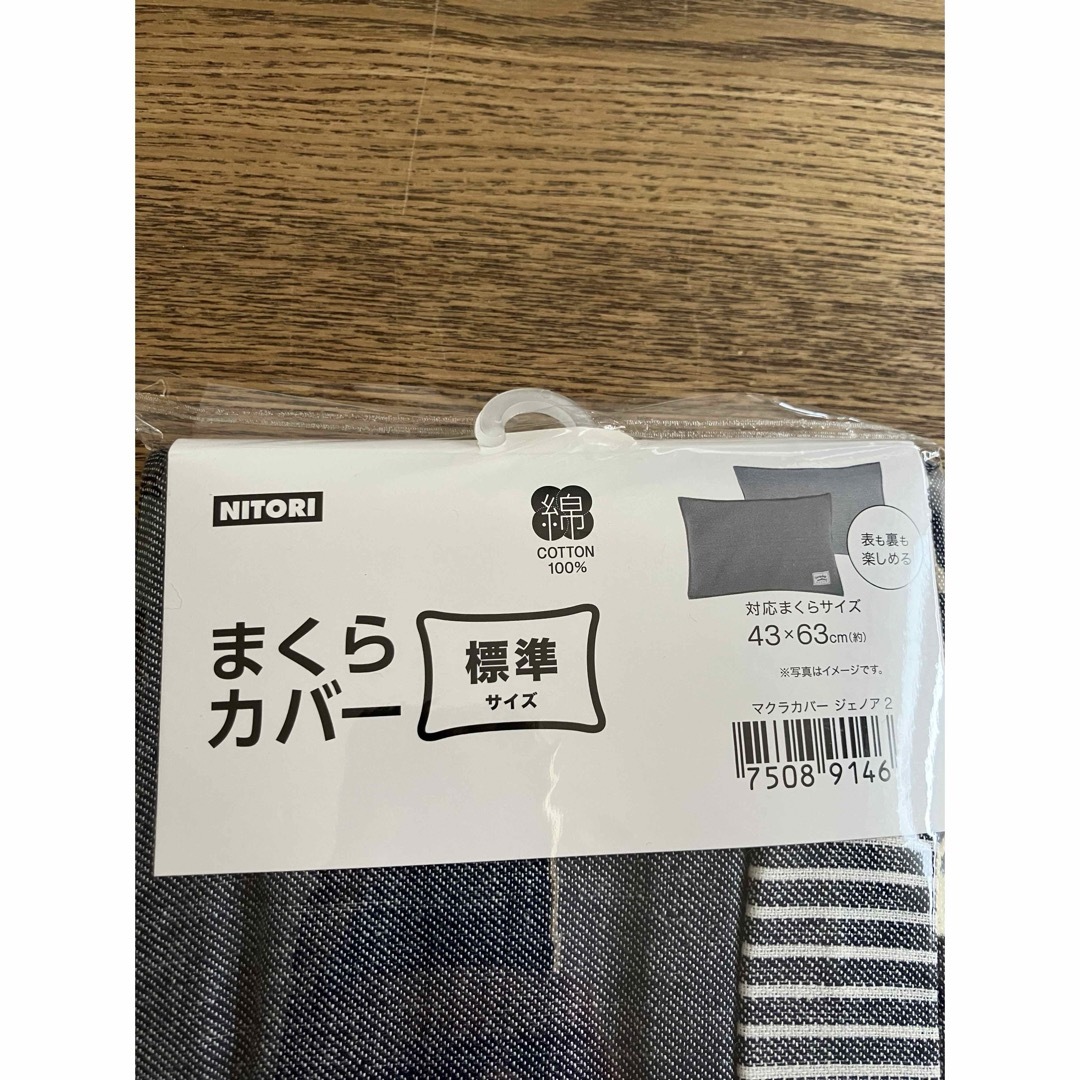 NITORI
綿
COTTON
100%
まくら
カバー
標準
サイズ
表も裏も
楽しめる
対応まくらサイズ
43×63cm(約)
※写真はイメージです。
マクラカバー ジェノア 2
7508 9146